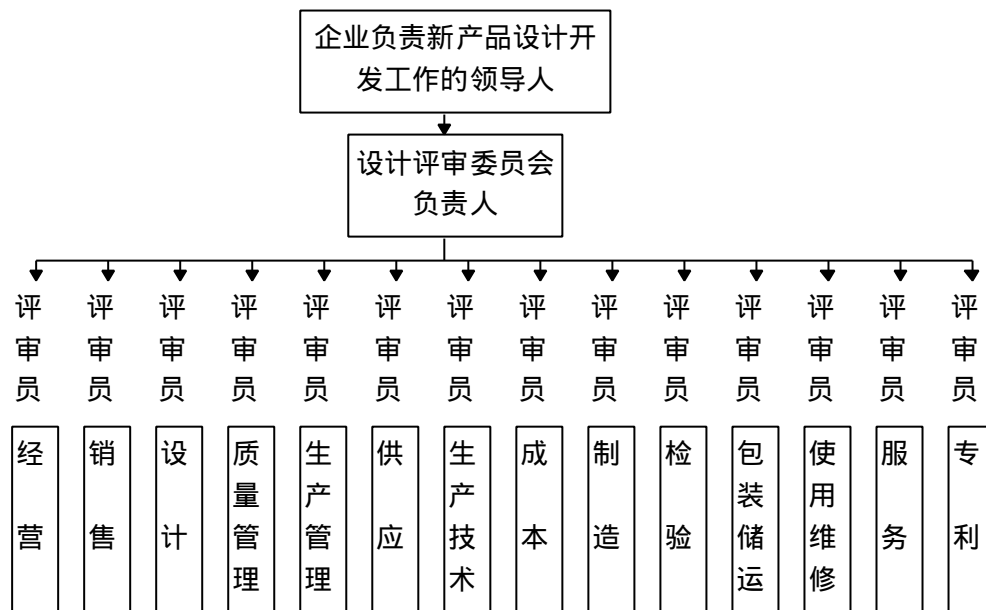 企业负责新产品设计开
发工作的领导人
设计评审委员会
负责人
评审员
评审员
评审员
评审员
评审员
评审员
评审员
评审员
评审员
评审员
评审员
评审员
评审员
评审员
经营
销售
设计
质量管理
生产管理
供应
生产技术
成本
制造
检验
包装储运
使用维修
服务
专利